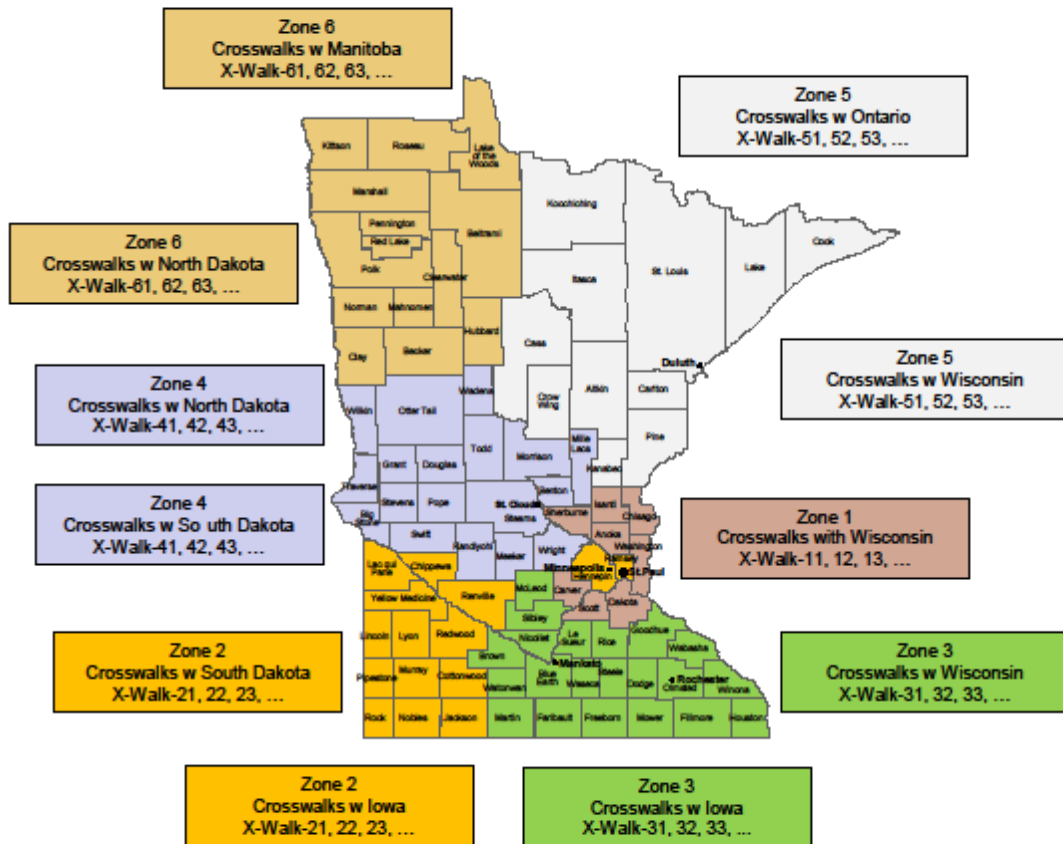 Zone 6
Crosswalks w Manitoba
X-Walk-61, 62, 63, ...
Zone 5
Crosswalks w Ontario
X-Walk-51, 52, 53, ...
Kittson
Roseau
Lake
of the
Woods
Marshall
Koochiching
Pennington
Red Lake
Beltrami
Cook
Zone 6
Crosswalks w North Dakota
X-Walk-61, 62, 63, ...
Polk
Clearwater
Itasca
St. Louis
Lake
Norman
Mahnomen
Hubbard
Cass
Clay
Becker
Duluth
Zone 5
Crosswalks w Wisconsin
X-Walk-51, 52, 53, ...
Zone 4
Crosswalks w North Dakota
X-Walk-41, 42, 43, ...
Wadena
Crow
Wing
Aitkin
Carlton
Wilkin
Otter Tail
Pine
Todd
Mille
Lacs
Morrison
Grant
Douglas
Kanabec
Zone 4
Crosswalks w So uth Dakota
X-Walk-41, 42, 43, ...
Traverse
Benton
Stevens
Pope
St. Cloud
Stearns
Sherburne
Isanti
Chisago
Big
Stone
Anoka
Zone 1
Crosswalks with Wisconsin
X-Walk-11, 12, 13, ...
Swift
Kandiyohi
Meeker
Wright
Washington
Ramsey
Lac qui
Parle
Chippewa
Minneapolis
Hennepin
St. Paul
Yellow Medicine
Renville
McLeod
Carver
Scott
Dakota
Sibley
Zone 2
Crosswalks w South Dakota
X-Walk-21, 22, 23, ...
Lincoln
Lyon
Redwood
Nicollet
Le
Sueur
Rice
Goodhue
Wabasha
Zone 3
Crosswalks w Wisconsin
X-Walk-31, 32, 33, ...
Brown
Mankato
Pipestone
Murray
Cottonwood
Watonwan
Blue
Earth
Waseca
Steele
Dodge
Rochester
Olmsted
Winona
Rock
Nobles
Jackson
Martin
Faribault
Freeborn
Mower
Fillmore
Houston
Zone 2
Crosswalks w Iowa
X-Walk-21, 22, 23, ...
Zone 3
Crosswalks w Iowa
X-Walk-31, 32, 33, ...